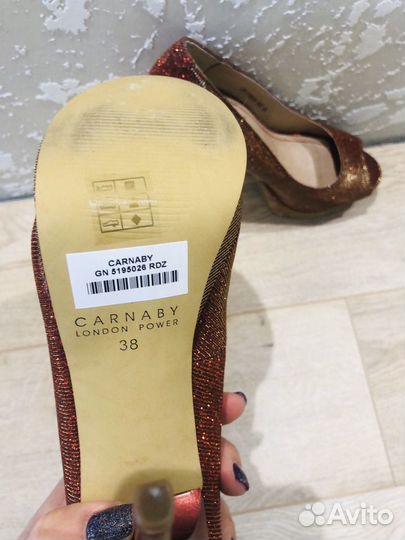 CARNABY
GN 5195026 RDZ
CARNABY
LONDON POWER
38
Avito